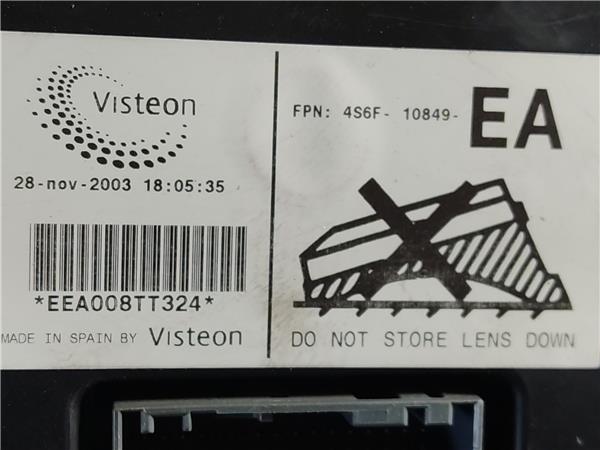 Visteon
28-nov-2003 18:05:35
*EEA008TT324*
MADE IN SPAIN BY Visteon
FPN: 4S6F- 10849- EA
DO NOT STORE LENS DOWN